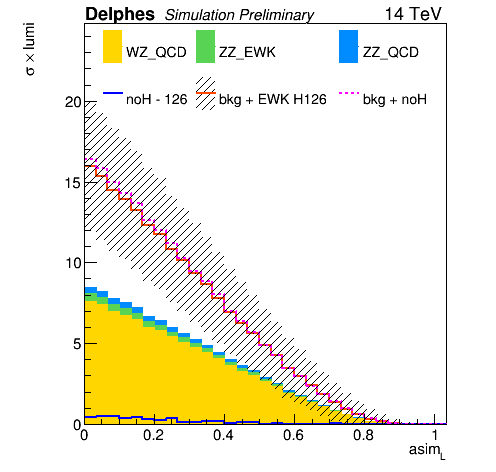 Delphes Simulation Preliminary 14 TeV
σ × lumi
WZ_QCD ZZ_EWK ZZ_QCD
noH - 126 bkg + EWK H126 bkg + noH
20
15
10
5
0
0 0.2 0.4 0.6 0.8 1
asim_L